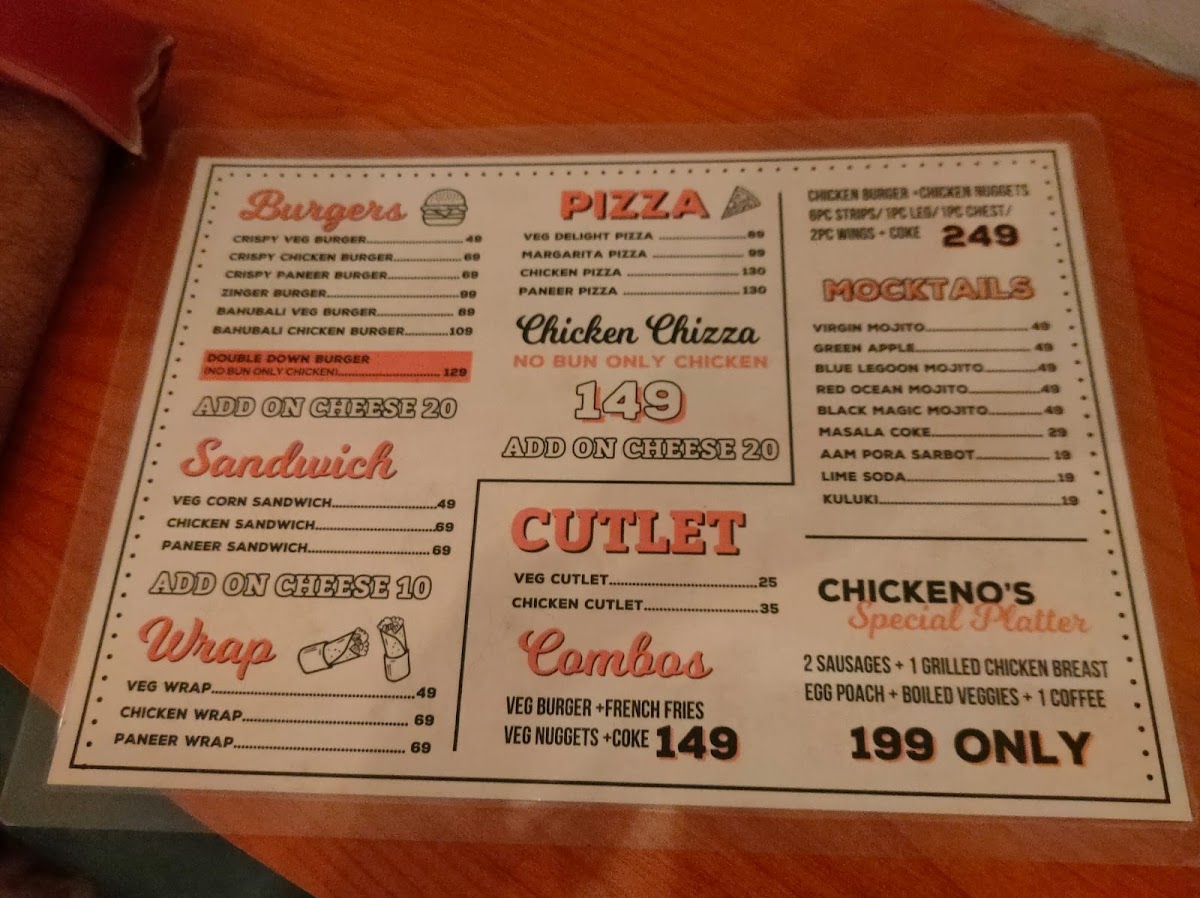 Burgers
CRISPY VEG BURGER 49
CRISPY CHICKEN BURGER 69
CRISPY PANEER BURGER 69
ZINGER BURGER 99
BAHUBALI VEG BURGER 89
BAHUBALI CHICKEN BURGER 109
DOUBLE DOWN BURGER
(NO BUN ONLY CHICKEN) 129
ADD ON CHEESE 20
Sandwich
VEG CORN SANDWICH 49
CHICKEN SANDWICH 69
PANEER SANDWICH 69
ADD ON CHEESE 10
Wrap
VEG WRAP 49
CHICKEN WRAP 69
PANEER WRAP 69
PIZZA
VEG DELIGHT PIZZA 89
MARGARITA PIZZA 99
CHICKEN PIZZA 130
PANEER PIZZA 130
Chicken Chizza
NO BUN ONLY CHICKEN
149
ADD ON CHEESE 20
CUTLET
VEG CUTLET 25
CHICKEN CUTLET 35
Combos
VEG BURGER +FRENCH FRIES
VEG NUGGETS +COKE 149
CHICKEN BURGER +CHICKEN NUGGETS
6PC STRIPS/ 1PC LEG/ 1PC CHEST/
2PC WINGS + COKE 249
MOCKTAILS
VIRGIN MOJITO 49
GREEN APPLE 49
BLUE LEGOON MOJITO 49
RED OCEAN MOJITO 49
BLACK MAGIC MOJITO 49
MASALA COKE 29
AAM PORA SARBOT 19
LIME SODA 19
KULUKI 19
CHICKENO'S
Special Platter
2 SAUSAGES + 1 GRILLED CHICKEN BREAST
EGG POACH + BOILED VEGGIES + 1 COFFEE
199 ONLY